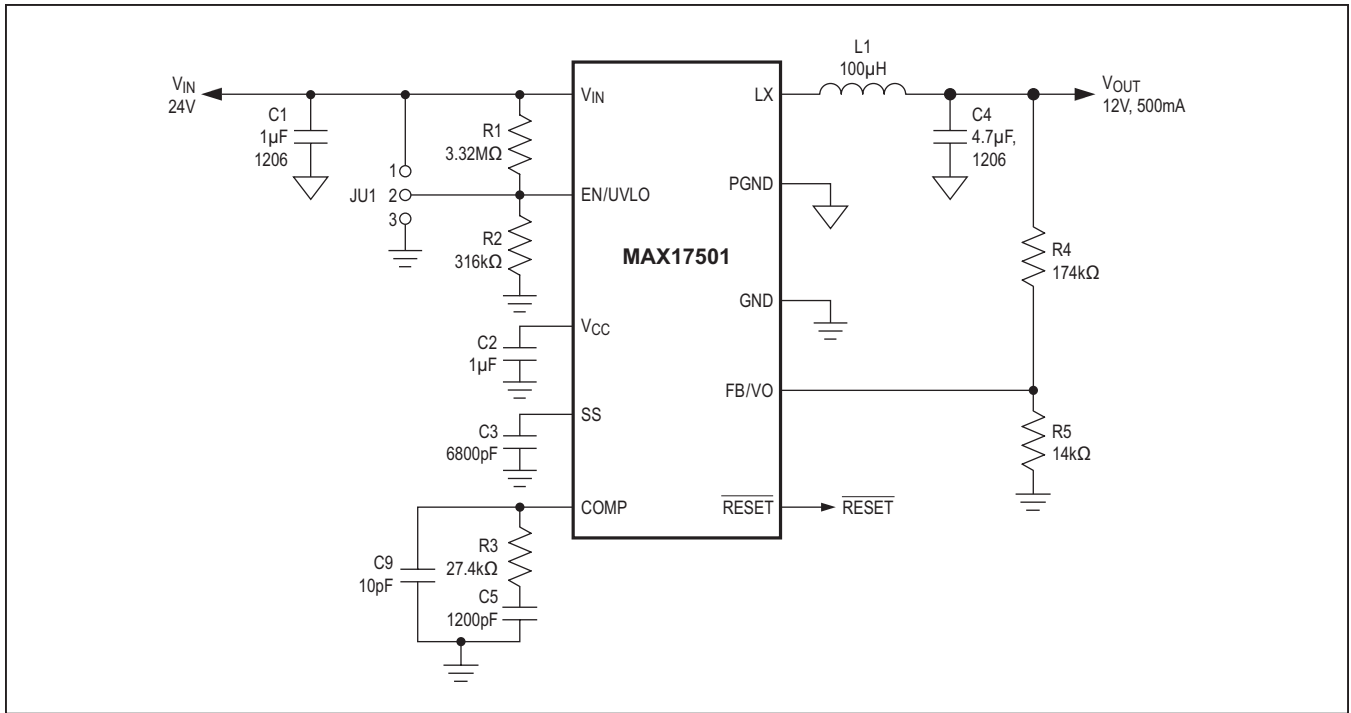 VIN
24V
C1
1µF
1206
JU1
1
2
3
R1
3.32MΩ
R2
316kΩ
C2
1µF
C3
6800pF
C9
10pF
R3
27.4kΩ
C5
1200pF
VIN
EN/UVLO
VCC
SS
COMP
MAX17501
LX
PGND
GND
FB/VO
RESET
RESET
L1
100µH
C4
4.7µF,
1206
VOUT
12V, 500mA
R4
174kΩ
R5
14kΩ